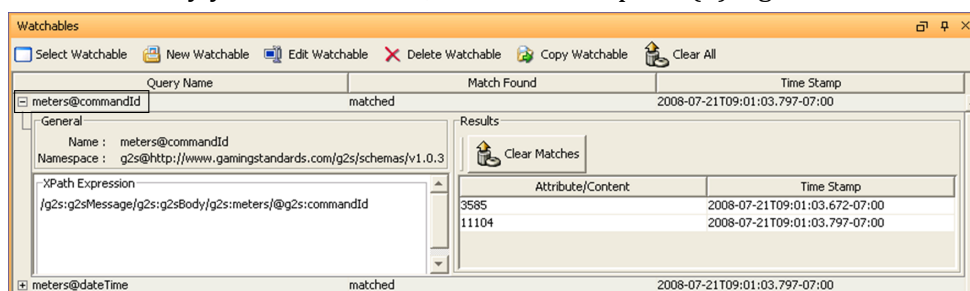 Watchables
Select Watchable New Watchable Edit Watchable Delete Watchable Copy Watchable Clear All
Query Name Match Found Time Stamp
meters@commandId matched 2008-07-21T09:01:03.797-07:00
General Results
Name : meters@commandId
Namespace : g2s@http://www.gamingstandards.com/g2s/schemas/v1.0.3
Clear Matches
XPath Expression
Attribute/Content Time Stamp
/g2s:g2sMessage/g2s:g2sBody/g2s:meters/@g2s:commandId
3585 2008-07-21T09:01:03.672-07:00
11104 2008-07-21T09:01:03.797-07:00
meters@dateTime matched 2008-07-21T09:01:03.797-07:00